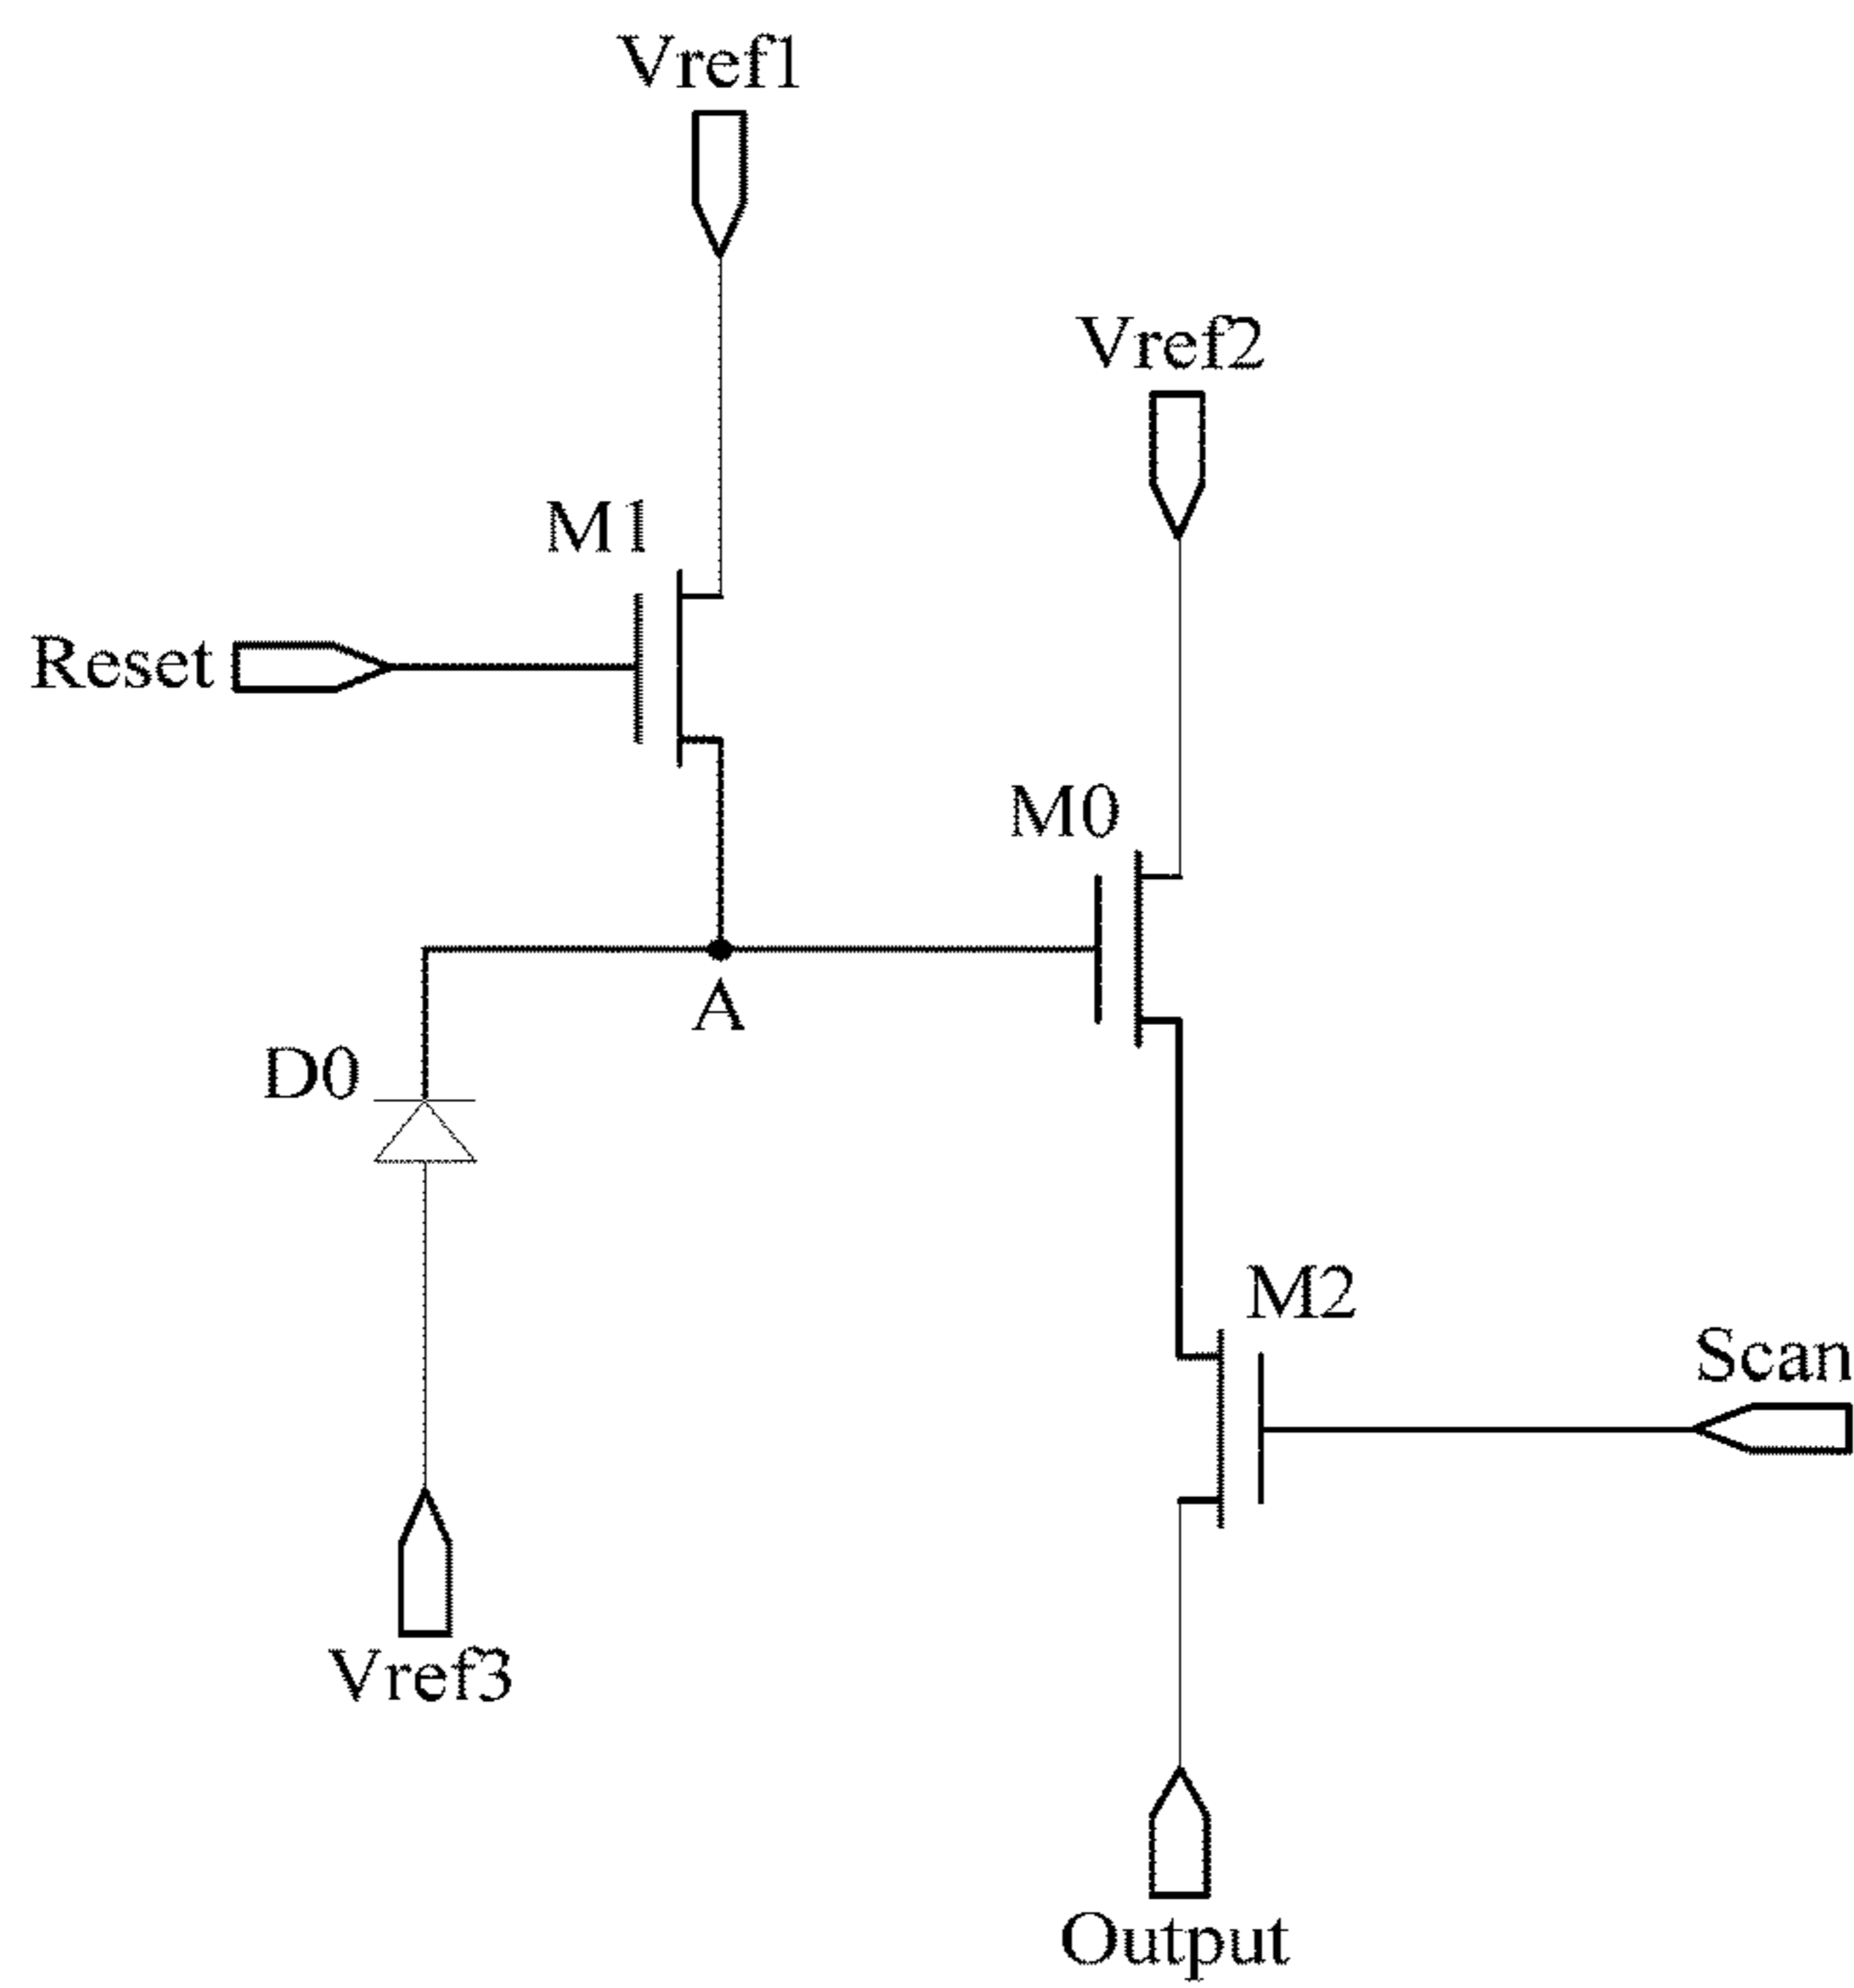 Vref1
Vref2
M1
Reset
M0
A
D0
M2
Scan
Vref3
Output